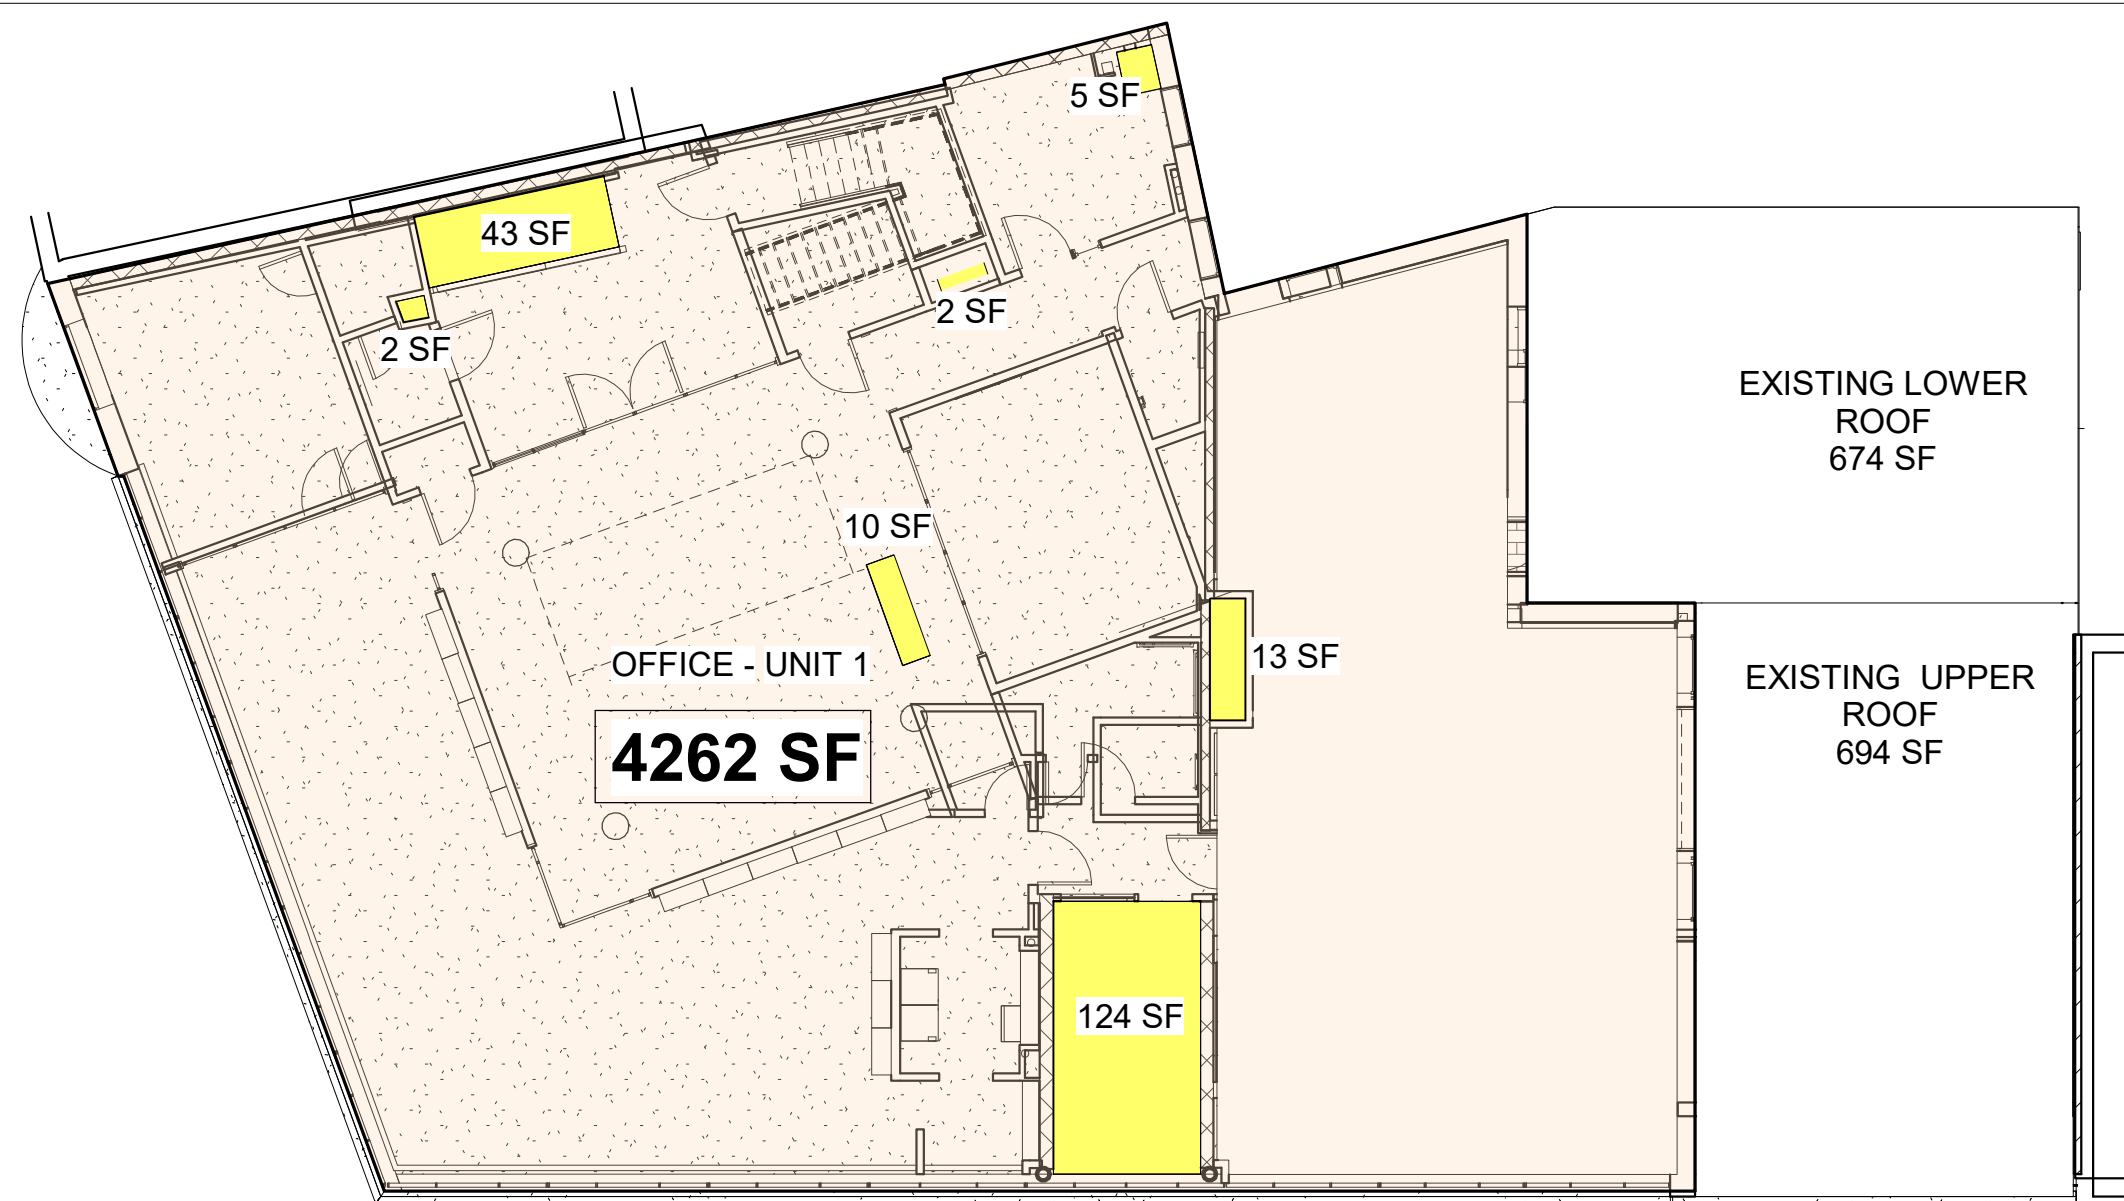 5 SF
43 SF
2 SF
2 SF
EXISTING LOWER
ROOF
674 SF
10 SF
OFFICE - UNIT 1
13 SF
EXISTING UPPER
ROOF
694 SF
4262 SF
124 SF